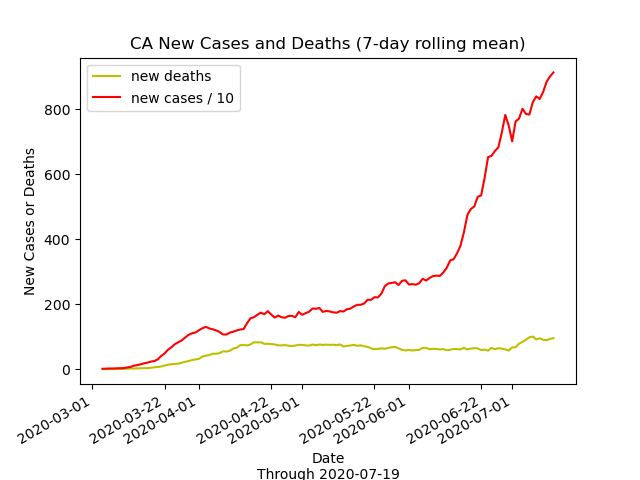 CA New Cases and Deaths (7-day rolling mean)
new deaths
new cases / 10
New Cases or Deaths
800
600
400
200
0
2020-03-01
2020-03-22
2020-04-01
2020-04-22
2020-05-01
2020-05-22
2020-06-01
2020-06-22
2020-07-01
Date
Through 2020-07-19